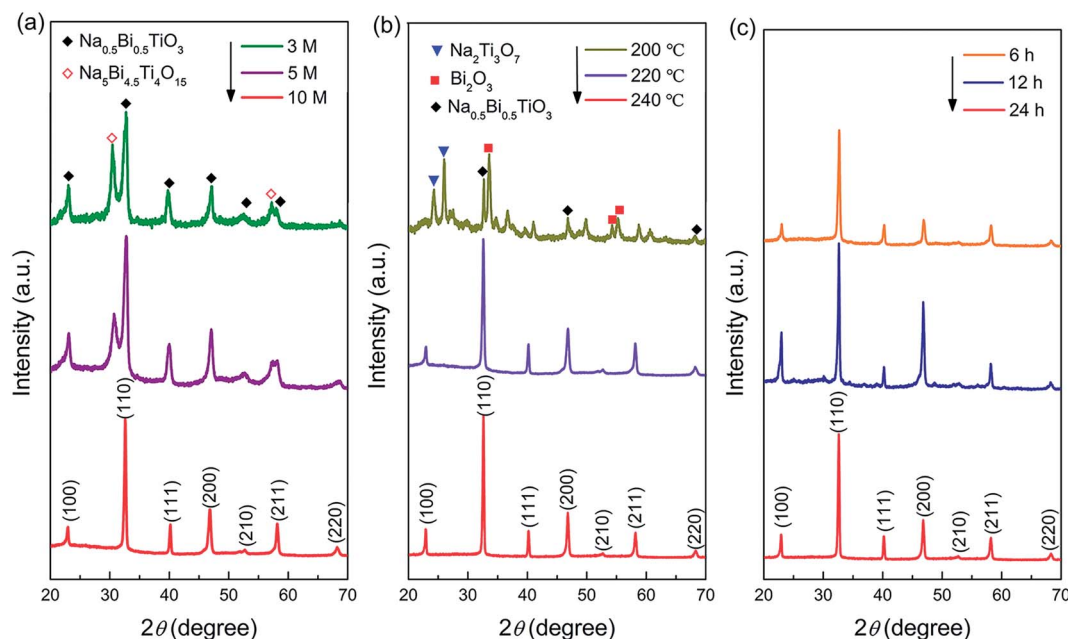 (a)
Na0.5Bi0.5TiO3
Na5Bi4.5Ti4O15
3 M
5 M
10 M
Intensity (a.u.)
(100)
(110)
(111)
(200)
(210)
(211)
(220)
20 30 40 50 60 70
2θ (degree)
(b)
Na2Ti3O7
Bi2O3
Na0.5Bi0.5TiO3
200 ℃
220 ℃
240 ℃
Intensity (a.u.)
(100)
(110)
(111)
(200)
(210)
(211)
(220)
20 30 40 50 60 70
2θ (degree)
(c)
6 h
12 h
24 h
Intensity (a.u.)
(100)
(110)
(111)
(200)
(210)
(211)
(220)
20 30 40 50 60 70
2θ (degree)